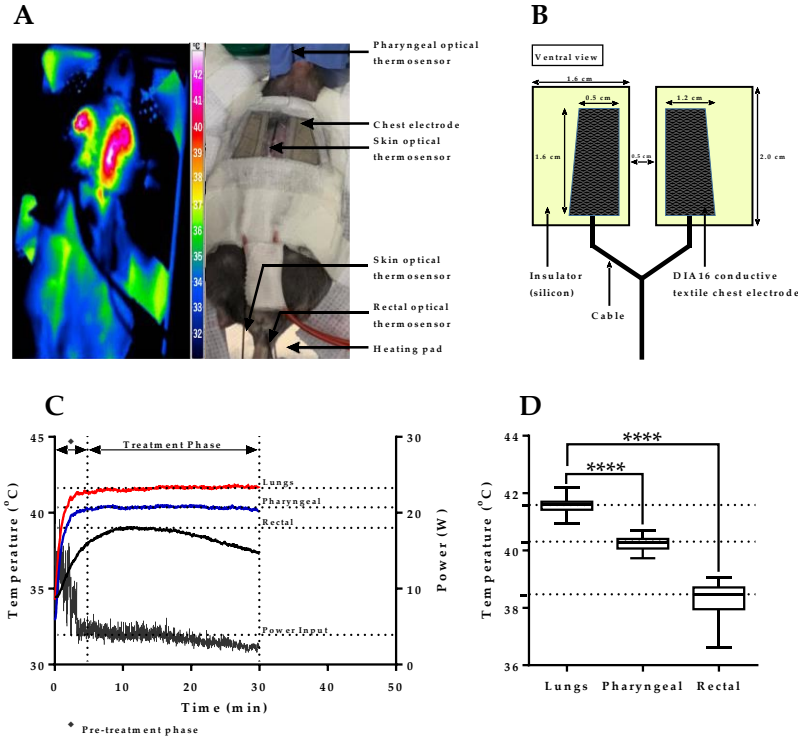 A
°C
42
41
40
39
38
37
36
35
34
33
32
Pharyngeal optical
thermosensor
Chest electrode
Skin optical
thermosensor
Skin optical
thermosensor
Rectal optical
thermosensor
Heating pad
B
Ventral view
1.6 cm
0.5 cm
1.2 cm
1.6 cm
0.5 cm
2.0 cm
Insulator
(silicon)
Cable
DIA16 conductive
textile chest electrode
C
Temperature (°C)
45
40
35
30
Treatment Phase
Lungs
Pharyngeal
Rectal
Power Input
30
20
10
0
Power (W)
0 10 20 30 40 50
Time (min)
◆ Pre-treatment phase
D
Temperature (°C)
44
42
40
38
36
****
****
Lungs Pharyngeal Rectal